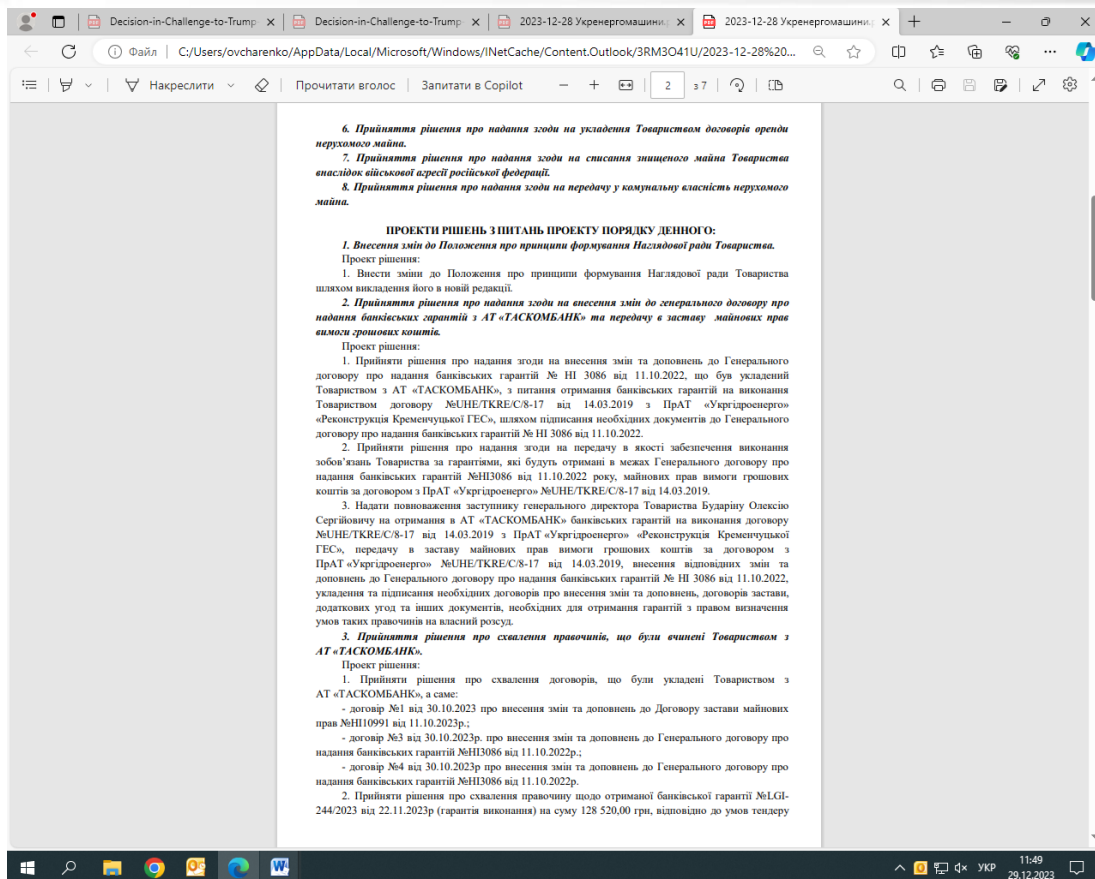 Decision-in-Challenge-to-Trump-
Decision-in-Challenge-to-Trump-
2023-12-28 Укренергомашини.p
2023-12-28 Укренергомашини.p
Файл
C:/Users/ovcharenko/AppData/Local/Microsoft/Windows/INetCache/Content.Outlook/3RM3O41U/2023-12-28%20...
Накреслити
Прочитати вголос
Запитати в Copilot
2
з 7
6. Прийняття рішення про надання згоди на укладення Товариством договорів оренди
нерухомого майна.
7. Прийняття рішення про надання згоди на списання знищеного майна Товариства
внаслідок військової агресії російської федерації.
8. Прийняття рішення про надання згоди на передачу у комунальну власність нерухомого
майна.
ПРОЕКТИ РІШЕНЬ З ПИТАНЬ ПРОЕКТУ ПОРЯДКУ ДЕННОГО:
1. Внесення змін до Положення про принципи формування Наглядової ради Товариства.
Проект рішення:
1. Внести зміни до Положення про принципи формування Наглядової ради Товариства
шляхом викладення його в новій редакції.
2. Прийняття рішення про надання згоди на внесення змін до генерального договору про
надання банківських гарантій з АТ «ТАСКОМБАНК» та передачу в заставу майнових прав
вимоги грошових коштів.
Проект рішення:
1. Прийняти рішення про надання згоди на внесення змін та доповнень до Генерального
договору про надання банківських гарантій № НІ 3086 від 11.10.2022, що був укладений
Товариством з АТ «ТАСКОМБАНК», з питання отримання банківських гарантій на виконання
Товариством договору №UHE/TKRE/C/8-17 від 14.03.2019 з ПрАТ «Укргідроенерго»
«Реконструкція Кременчуцької ГЕС», шляхом підписання необхідних документів до Генерального
договору про надання банківських гарантій № НІ 3086 від 11.10.2022.
2. Прийняти рішення про надання згоди на передачу в якості забезпечення виконання
зобов’язань Товариства за гарантіями, які будуть отримані в межах Генерального договору про
надання банківських гарантій №НІ3086 від 11.10.2022 року, майнових прав вимоги грошових
коштів за договором з ПрАТ «Укргідроенерго» №UHE/TKRE/C/8-17 від 14.03.2019.
3. Надати повноваження заступнику генерального директора Товариства Бударіну Олексію
Сергійовичу на отримання в АТ «ТАСКОМБАНК» банківських гарантій на виконання договору
№UHE/TKRE/C/8-17 від 14.03.2019 з ПрАТ «Укргідроенерго» «Реконструкція Кременчуцької
ГЕС», передачу в заставу майнових прав вимоги грошових коштів за договором з
ПрАТ «Укргідроенерго» №UHE/TKRE/C/8-17 від 14.03.2019, внесення відповідних змін та
доповнень до Генерального договору про надання банківських гарантій № НІ 3086 від 11.10.2022,
укладення та підписання необхідних договорів про внесення змін та доповнень, договорів застави,
додаткових угод та інших документів, необхідних для отримання гарантій з правом визначення
умов таких правочинів на власний розсуд.
3. Прийняття рішення про схвалення правочинів, що були вчинені Товариством з
АТ «ТАСКОМБАНК».
Проект рішення:
1. Прийняти рішення про схвалення договорів, що були укладені Товариством з
АТ «ТАСКОМБАНК», а саме:
- договір №1 від 30.10.2023 про внесення змін та доповнень до Договору застави майнових
прав №НІ10991 від 11.10.2023р.;
- договір №3 від 30.10.2023р. про внесення змін та доповнень до Генерального договору про
надання банківських гарантій №НІ3086 від 11.10.2022р.;
- договір №4 від 30.10.2023р про внесення змін та доповнень до Генерального договору про
надання банківських гарантій №НІ3086 від 11.10.2022р.
2. Прийняти рішення про схвалення правочину щодо отриманої банківської гарантії №LGI-
244/2023 від 22.11.2023р (гарантія виконання) на суму 128 520,00 грн, відповідно до умов тендеру
УКР
11:49
29.12.2023